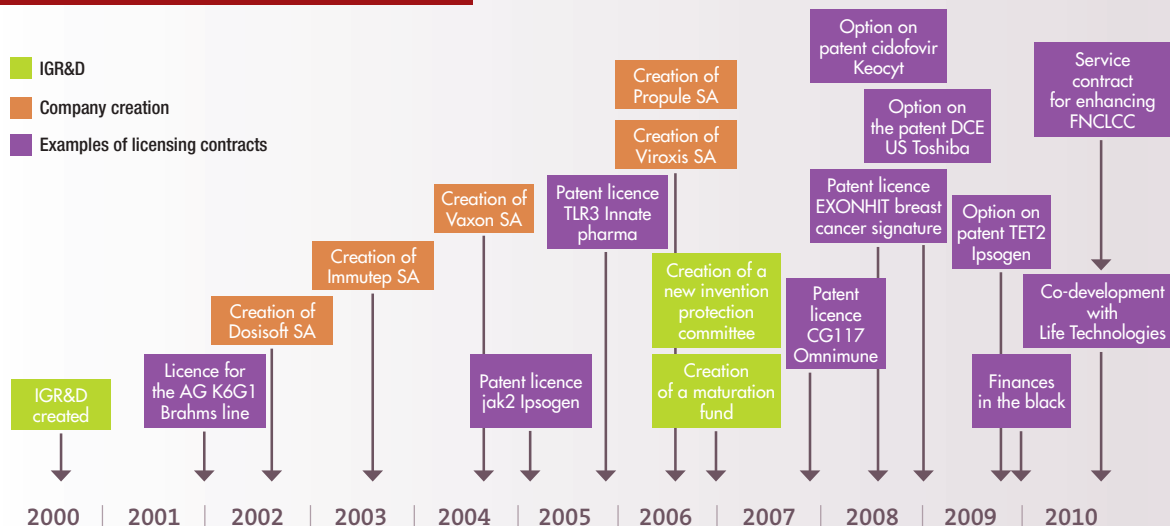 IGR&D
Company creation
Examples of licensing contracts
IGR&D
created
Licence for
the AG K6G1
Brahms line
Creation of
Dosisoft SA
Creation of
Immutep SA
Creation of
Vaxon SA
Patent licence
jak2 Ipsogen
Patent licence
TLR3 Innate
pharma
Creation of
Propule SA
Creation of
Viroxis SA
Creation of a
new invention
protection
committee
Creation
of a maturation
fund
Patent
licence
CG117
Omnimune
Option on
patent cidofovir
Keocyt
Option on
the patent DCE
US Toshiba
Patent licence
EXONHIT breast
cancer signature
Option on
patent TET2
Ipsogen
Finances
in the black
Service
contract
for enhancing
FNCLCC
Co-development
with
Life Technologies
2000 2001 2002 2003 2004 2005 2006 2007 2008 2009 2010